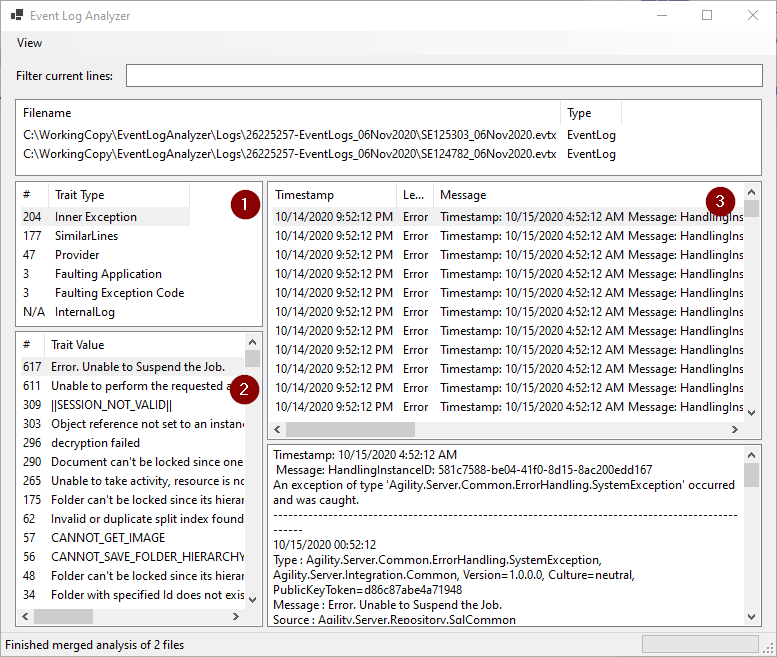 Event Log Analyzer
View
Filter current lines:
Filename Type
C:\WorkingCopy\EventLogAnalyzer\Logs\26225257-EventLogs_06Nov2020\SE125303_06Nov2020.evtx EventLog
C:\WorkingCopy\EventLogAnalyzer\Logs\26225257-EventLogs_06Nov2020\SE124782_06Nov2020.evtx EventLog
# Trait Type
1
204 Inner Exception
177 SimilarLines
47 Provider
3 Faulting Application
3 Faulting Exception Code
N/A InternalLog
# Trait Value
617 Error. Unable to Suspend the Job.
611 Unable to perform the requested a
2
309 ||SESSION_NOT_VALID||
303 Object reference not set to an instan
296 decryption failed
290 Document can't be locked since one
265 Unable to take activity, resource is no
175 Folder can't be locked since its hierar
62 Invalid or duplicate split index found
57 CANNOT_GET_IMAGE
56 CANNOT_SAVE_FOLDER_HIERARCHY
48 Folder can't be locked since its hierar
34 Folder with specified Id does not exis
Timestamp Le... Message
3
10/14/2020 9:52:12 PM Error Timestamp: 10/15/2020 4:52:12 AM Message: HandlingIns
10/14/2020 9:52:12 PM Error Timestamp: 10/15/2020 4:52:12 AM Message: HandlingIns
10/14/2020 9:52:12 PM Error Timestamp: 10/15/2020 4:52:12 AM Message: HandlingIns
10/14/2020 9:52:12 PM Error Timestamp: 10/15/2020 4:52:12 AM Message: HandlingIns
10/14/2020 9:52:12 PM Error Timestamp: 10/15/2020 4:52:12 AM Message: HandlingIns
10/14/2020 9:52:12 PM Error Timestamp: 10/15/2020 4:52:12 AM Message: HandlingIns
10/14/2020 9:52:12 PM Error Timestamp: 10/15/2020 4:52:12 AM Message: HandlingIns
10/14/2020 9:52:12 PM Error Timestamp: 10/15/2020 4:52:12 AM Message: HandlingIns
10/14/2020 9:52:12 PM Error Timestamp: 10/15/2020 4:52:12 AM Message: HandlingIns
10/14/2020 9:52:12 PM Error Timestamp: 10/15/2020 4:52:12 AM Message: HandlingIns
10/14/2020 9:52:12 PM Error Timestamp: 10/15/2020 4:52:12 AM Message: HandlingIns
Timestamp: 10/15/2020 4:52:12 AM
Message: HandlingInstanceID: 581c7588-be04-41f0-8d15-8ac200edd167
An exception of type 'Agility.Server.Common.ErrorHandling.SystemException' occurred
and was caught.
--------------------------------------------------------------------------------
------
10/15/2020 00:52:12
Type : Agility.Server.Common.ErrorHandling.SystemException,
Agility.Server.Integration.Common, Version=1.0.0.0, Culture=neutral,
PublicKeyToken=d86c87abe4a71948
Message : Error. Unable to Suspend the Job.
Source : Agility.Server.Repository.SqlCommon
Finished merged analysis of 2 files